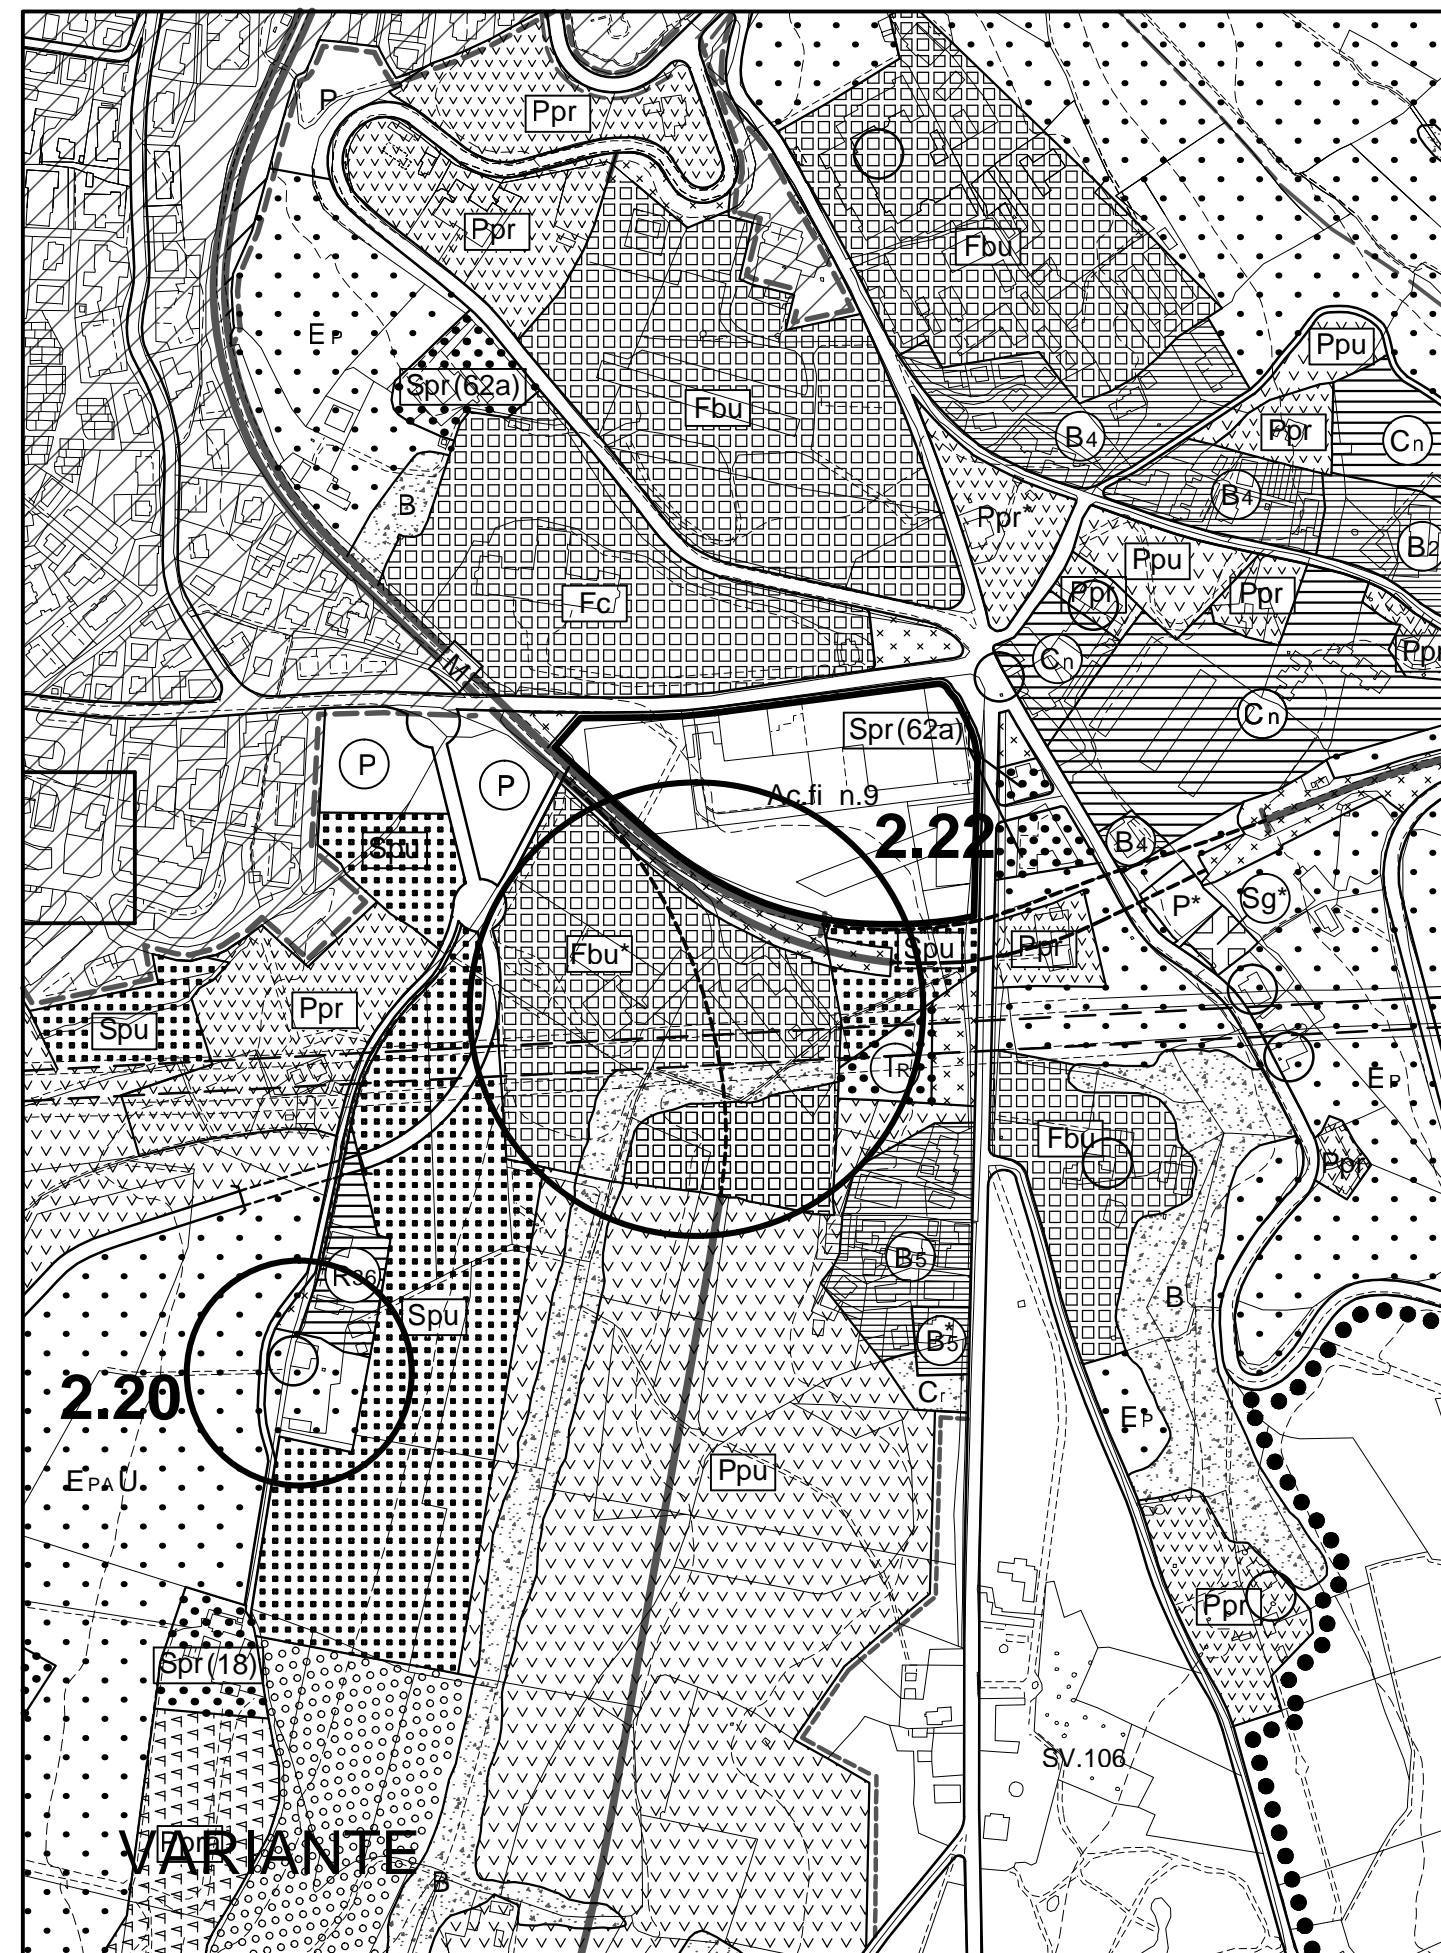 P
Ppr
Ppr
Fbu
EP
Ppu
Spr(62a)
Fbu
B4
Ppr
Cn
B
B4
Ppr*
B2
Ppu
Fc
Ppr
Ppr
Cn
Ppr
M
Cn
Spr(62a)
P
P
Ac.fi n.9
2.22
Spu
B4
P*
Sg*
Fbu*
Spu
Ppr
Ppr
Spu
IR
EP
Fbu
Ppr
B5
R36
B
Spu
B5*
2.20
Cr
EP
EPAU
Ppu
Ppr
Spr(18)
SV.106
VARIANTE
B